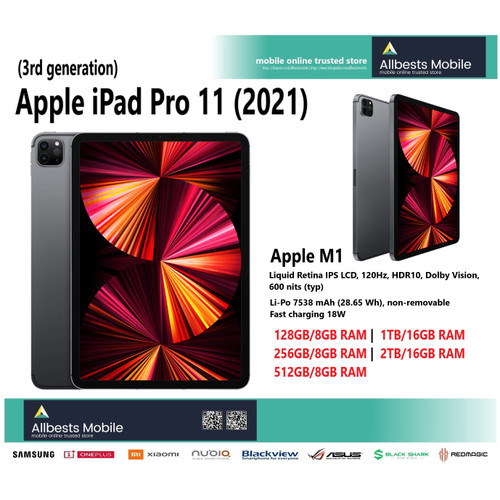 mobile online trusted store
Allbests Mobile
mobile online trusted store
(3rd generation)
Apple iPad Pro 11 (2021)
Apple M1
Liquid Retina IPS LCD, 120Hz, HDR10, Dolby Vision,
600 nits (typ)
Li-Po 7538 mAh (28.65 Wh), non-removable
Fast charging 18W
128GB/8GB RAM | 1TB/16GB RAM
256GB/8GB RAM | 2TB/16GB RAM
512GB/8GB RAM
Allbests Mobile
mobile online trusted store
SAMSUNG ONEPLUS xiaomi nubia Blackview ASUS BLACK SHARK REDMAGIC
Smartphone for everyday